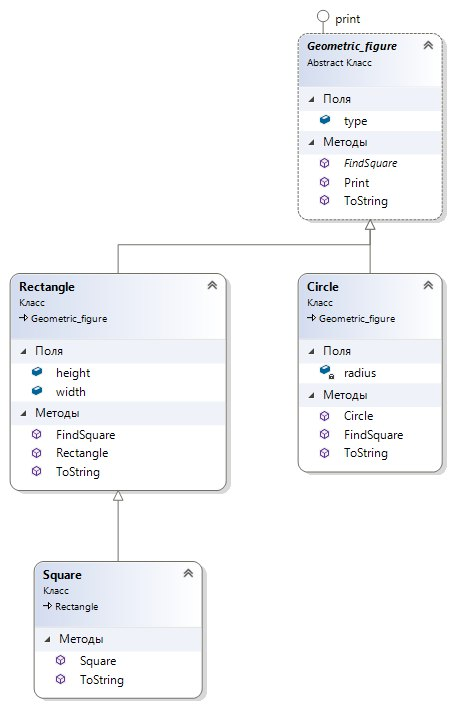 print
Geometric_figure
Abstract Класс
Поля
type
Методы
FindSquare
Print
ToString
Rectangle
Класс
Geometric_figure
Поля
height
width
Методы
FindSquare
Rectangle
ToString
Circle
Класс
Geometric_figure
Поля
radius
Методы
Circle
FindSquare
ToString
Square
Класс
Rectangle
Методы
Square
ToString